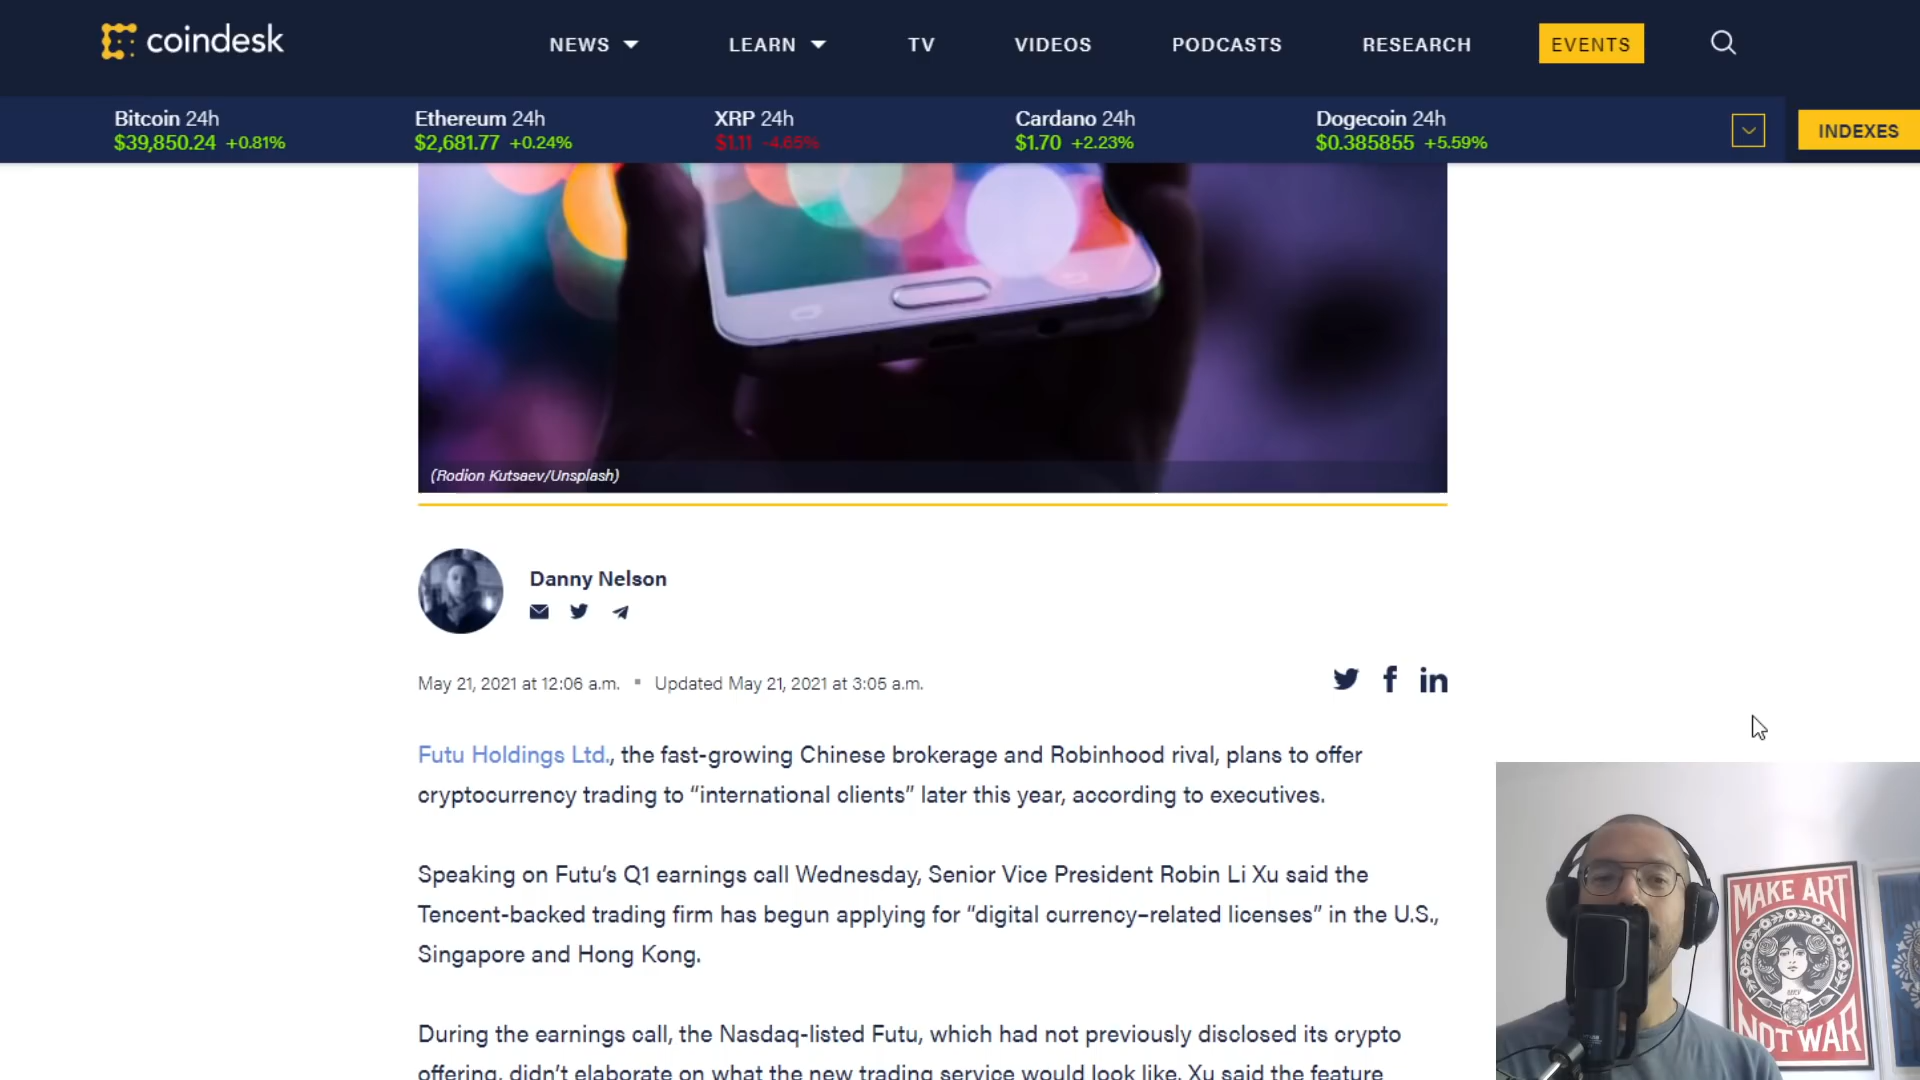 coindesk
NEWS
LEARN
TV
VIDEOS
PODCASTS
RESEARCH
EVENTS
Bitcoin 24h
$39,850.24 +0.81%
Ethereum 24h
$2,681.77 +0.24%
XRP 24h
$1.11 -4.65%
Cardano 24h
$1.70 +2.23%
Dogecoin 24h
$0.385855 +5.59%
INDEXES
(Rodion Kutsaev/Unsplash)
Danny Nelson
May 21, 2021 at 12:06 a.m. ▪ Updated May 21, 2021 at 3:05 a.m.
Futu Holdings Ltd., the fast-growing Chinese brokerage and Robinhood rival, plans to offer
cryptocurrency trading to “international clients” later this year, according to executives.
Speaking on Futu’s Q1 earnings call Wednesday, Senior Vice President Robin Li Xu said the
Tencent-backed trading firm has begun applying for “digital currency–related licenses” in the U.S.,
Singapore and Hong Kong.
During the earnings call, the Nasdaq-listed Futu, which had not previously disclosed its crypto
offering, didn’t elaborate on what the new trading service would look like. Xu said the feature
MAKE ART
NOT WAR